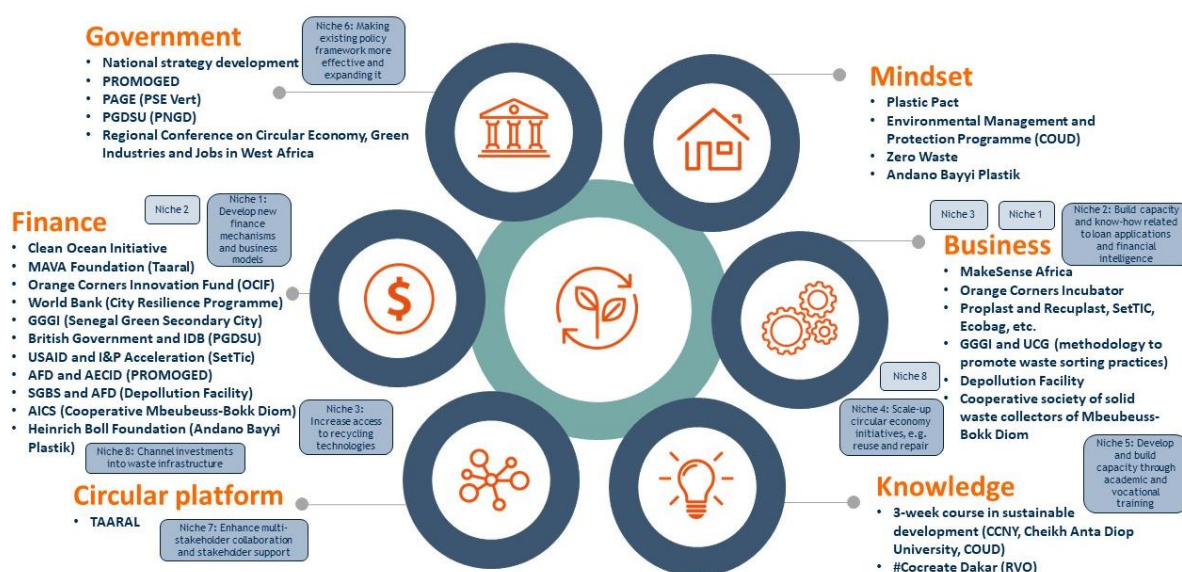 Government
• National strategy development
• PROMOGED
• PAGE (PSE Vert)
• PGDSU (PNGD)
• Regional Conference on Circular Economy, Green
Industries and Jobs in West Africa
Niche 6: Making
existing policy
framework more
effective and
expanding it
Mindset
• Plastic Pact
• Environmental Management and
Protection Programme (COUD)
• Zero Waste
• Andano Bayyi Plastik
Niche 2
Niche 1:
Develop new
finance
mechanisms
and business
models
Finance
• Clean Ocean Initiative
• MAVA Foundation (Taaral)
• Orange Corners Innovation Fund (OCIF)
• World Bank (City Resilience Programme)
• GGGI (Senegal Green Secondary City)
• British Government and IDB (PGDSU)
• USAID and I&P Acceleration (SetTic)
• AFD and AECID (PROMOGED)
• SGBS and AFD (Depollution Facility)
• AICS (Cooperative Mbeubeuss-Bokk Diom)
• Heinrich Boll Foundation (Andano Bayyi
Plastik)
Niche 3:
Increase access
to recycling
technologies
Niche 8: Channel investments
into waste infrastructure
$
Niche 3
Niche 1
Niche 2: Build capacity
and know-how related
to loan applications
and financial
intelligence
Business
• MakeSense Africa
• Orange Corners Incubator
• Proplast and Recuplast, SetTIC,
Ecobag, etc.
• GGGI and UCG (methodology to
promote waste sorting practices)
• Depollution Facility
• Cooperative society of solid
waste collectors of Mbeubeuss-
Bokk Diom
Niche 8
Niche 4: Scale-up
circular economy
initiatives, e.g.
reuse and repair
Circular platform
• TAARAL
Niche 7: Enhance multi-
stakeholder collaboration
and stakeholder support
Niche 5: Develop
and build
capacity through
academic and
vocational
training
Knowledge
• 3-week course in sustainable
development (CCNY, Cheikh Anta Diop
University, COUD)
• #Cocreate Dakar (RVO)